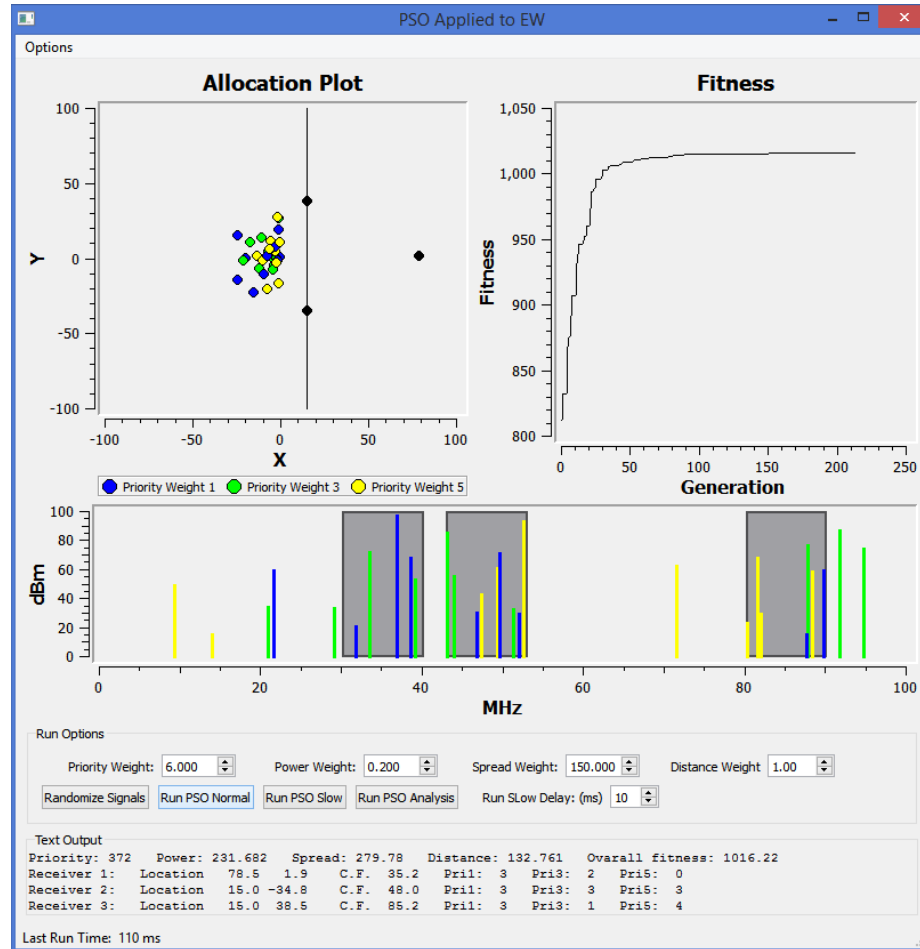 PSO Applied to EW
Options
Allocation Plot
100
50
0
-50
-100
Y
-100 -50 0 50 100
X
Priority Weight 1 Priority Weight 3 Priority Weight 5
Fitness
1,050
1,000
950
900
850
800
Fitness
0 50 100 150 200 250
Generation
100
80
60
40
20
0
dBm
0 20 40 60 80 100
MHz
Run Options
Priority Weight: 6.000 Power Weight: 0.200 Spread Weight: 150.000 Distance Weight 1.00
Randomize Signals Run PSO Normal Run PSO Slow Run PSO Analysis Run SLow Delay: (ms) 10
Text Output
Priority: 372 Power: 231.682 Spread: 279.78 Distance: 132.761 Ovarall fitness: 1016.22
Receiver 1: Location 78.5 1.9 C.F. 35.2 Pri1: 3 Pri3: 2 Pri5: 0
Receiver 2: Location 15.0 -34.8 C.F. 48.0 Pri1: 3 Pri3: 3 Pri5: 3
Receiver 3: Location 15.0 38.5 C.F. 85.2 Pri1: 3 Pri3: 1 Pri5: 4
Last Run Time: 110 ms